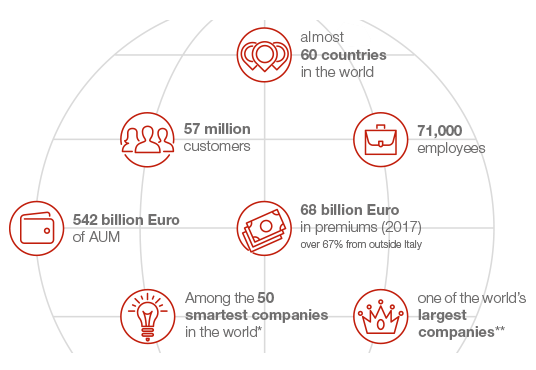 almost
60 countries
in the world
57 million
customers
71,000
employees
542 billion Euro
of AUM
68 billion Euro
in premiums (2017)
over 67% from outside Italy
Among the 50
smartest companies
in the world*
one of the world's
largest
companies**